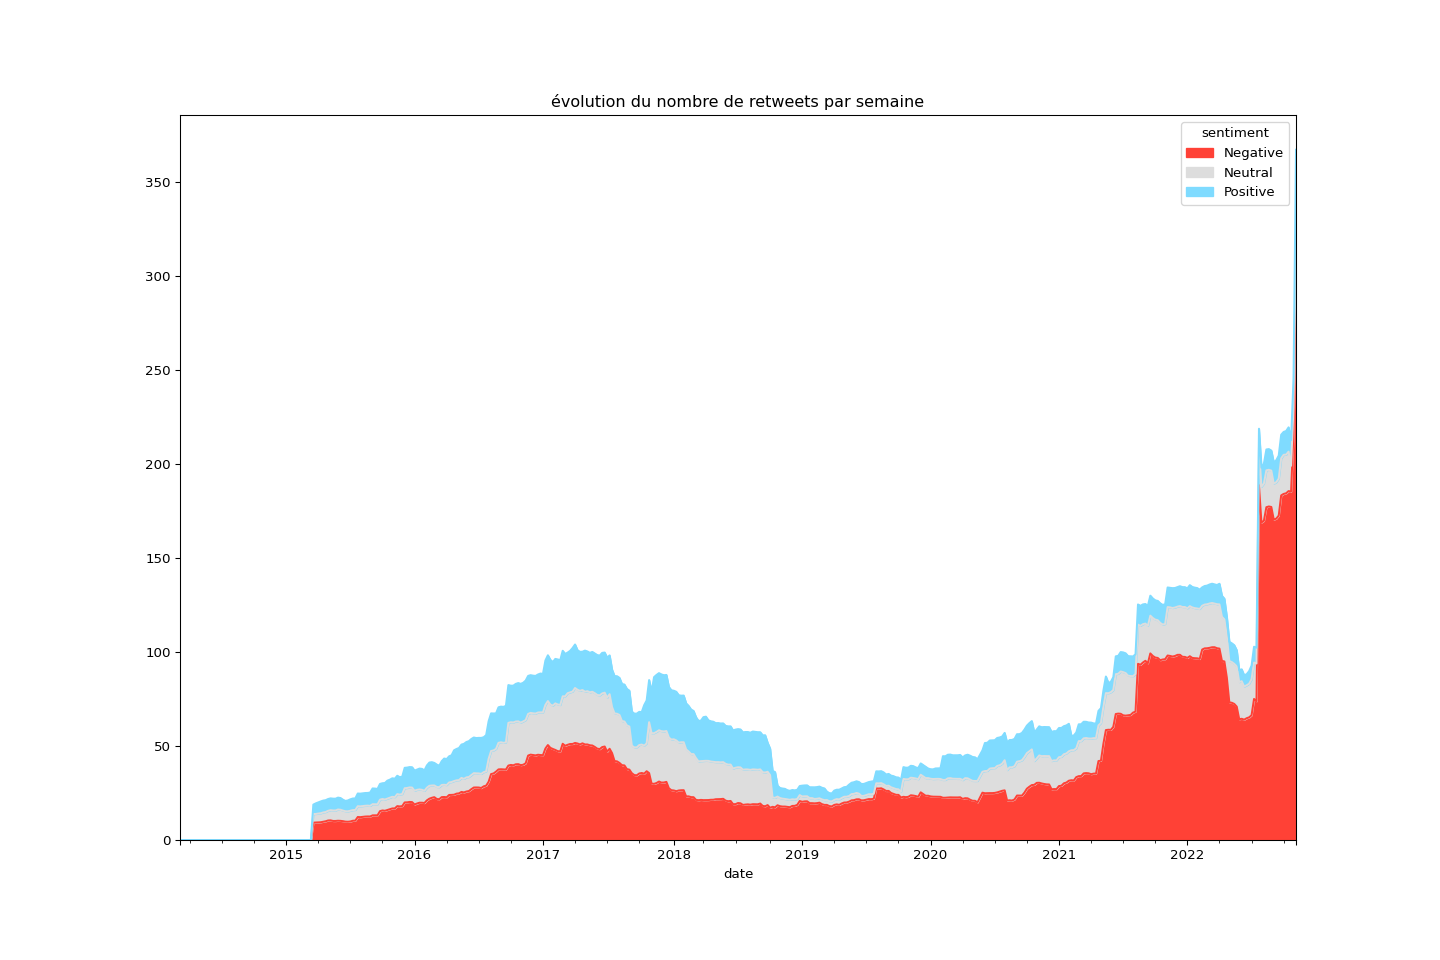 évolution du nombre de retweets par semaine
sentiment
Negative
Neutral
Positive
350
300
250
200
150
100
50
0
2015 2016 2017 2018 2019 2020 2021 2022
date